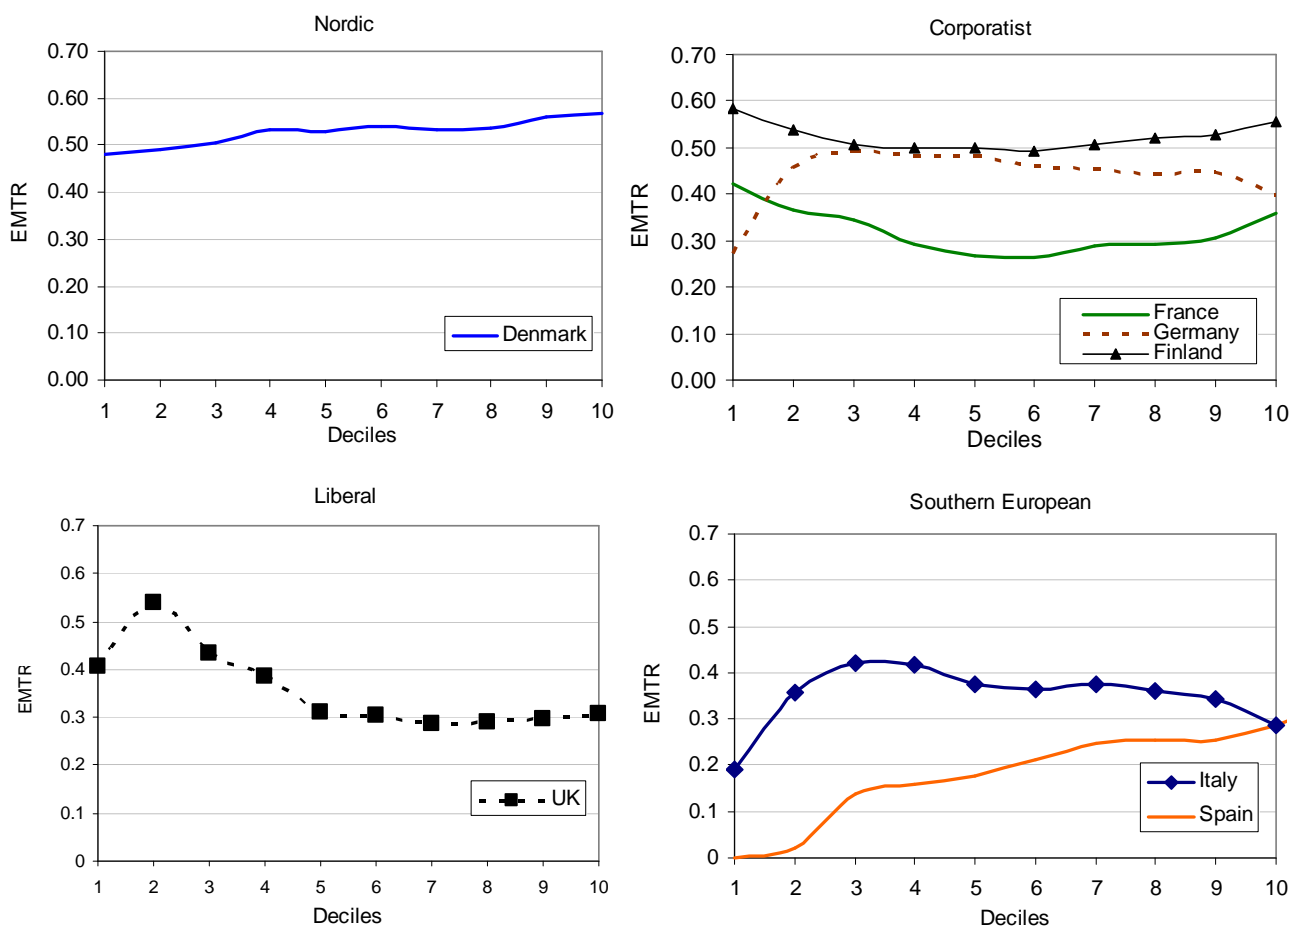 Nordic
0.70
0.60
0.50
0.40
0.30
0.20
0.10
0.00
EMTR
1 2 3 4 5 6 7 8 9 10
Deciles
Denmark
Corporatist
0.70
0.60
0.50
0.40
0.30
0.20
0.10
0.00
EMTR
1 2 3 4 5 6 7 8 9 10
Deciles
France
Germany
Finland
Liberal
0.7
0.6
0.5
0.4
0.3
0.2
0.1
0
EMTR
1 2 3 4 5 6 7 8 9 10
Deciles
UK
Southern European
0.7
0.6
0.5
0.4
0.3
0.2
0.1
0
EMTR
1 2 3 4 5 6 7 8 9 10
Deciles
Italy
Spain